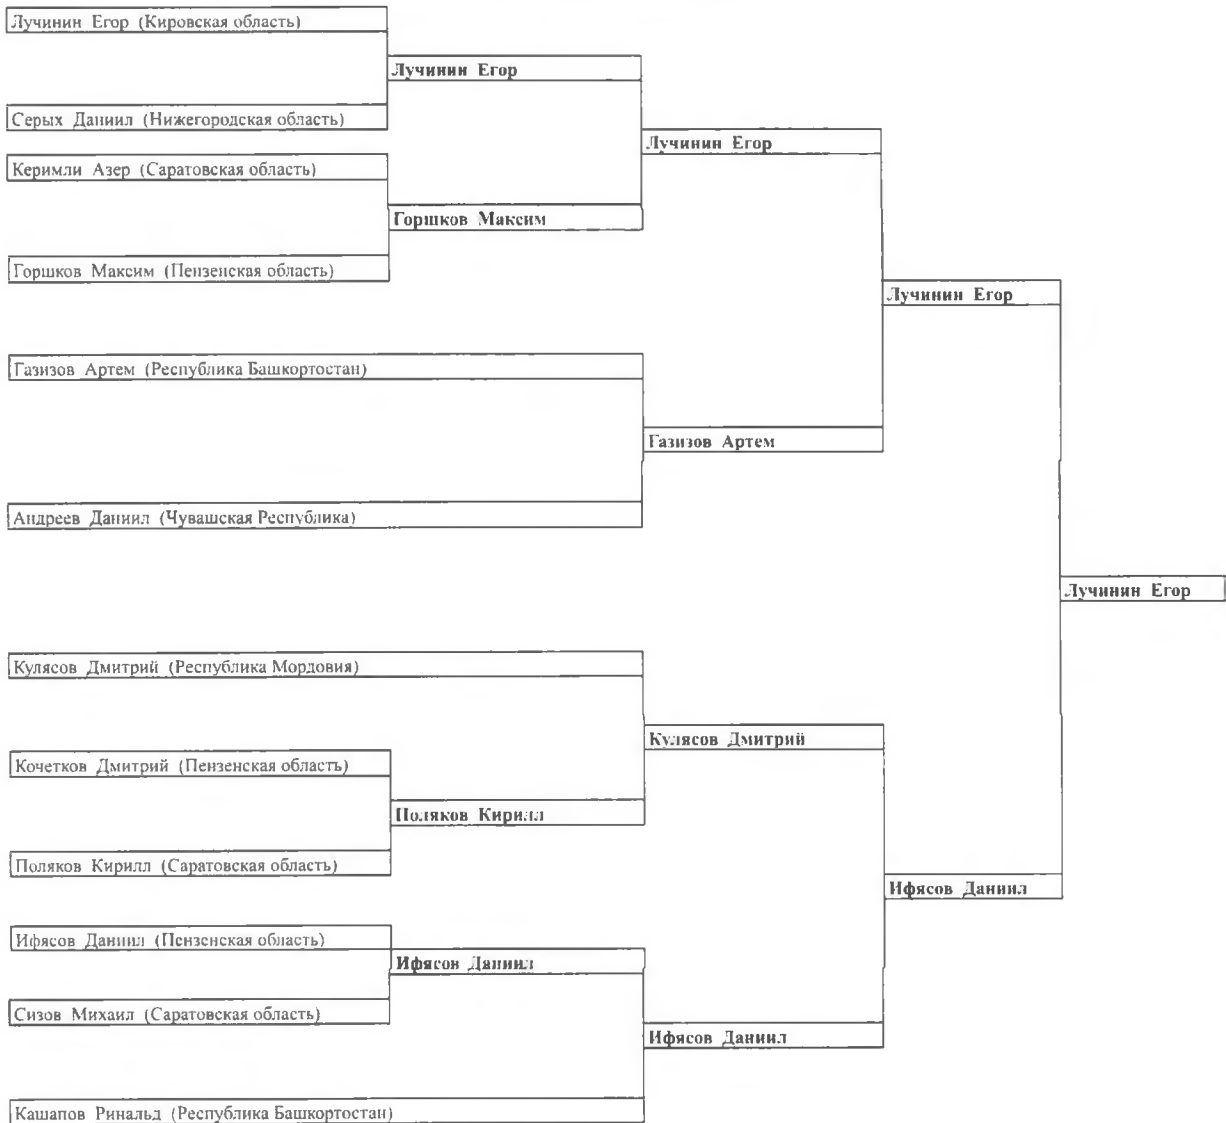 Лучинин Егор (Кировская область)
Лучинин Егор
Серых Даниил (Нижегородская область)
Лучинин Егор
Керимли Азер (Саратовская область)
Горшков Максим
Горшков Максим (Пензенская область)
Лучинин Егор
Газизов Артем (Республика Башкортостан)
Газизов Артем
Андреев Даниил (Чувашская Республика)
Лучинин Егор
Кулясов Дмитрий (Республика Мордовия)
Кулясов Дмитрий
Кочетков Дмитрий (Пензенская область)
Поляков Кирилл
Поляков Кирилл (Саратовская область)
Ифясов Даниил
Ифясов Даниил (Пензенская область)
Ифясов Даниил
Сизов Михаил (Саратовская область)
Ифясов Даниил
Кашапов Ринальд (Республика Башкортостан)